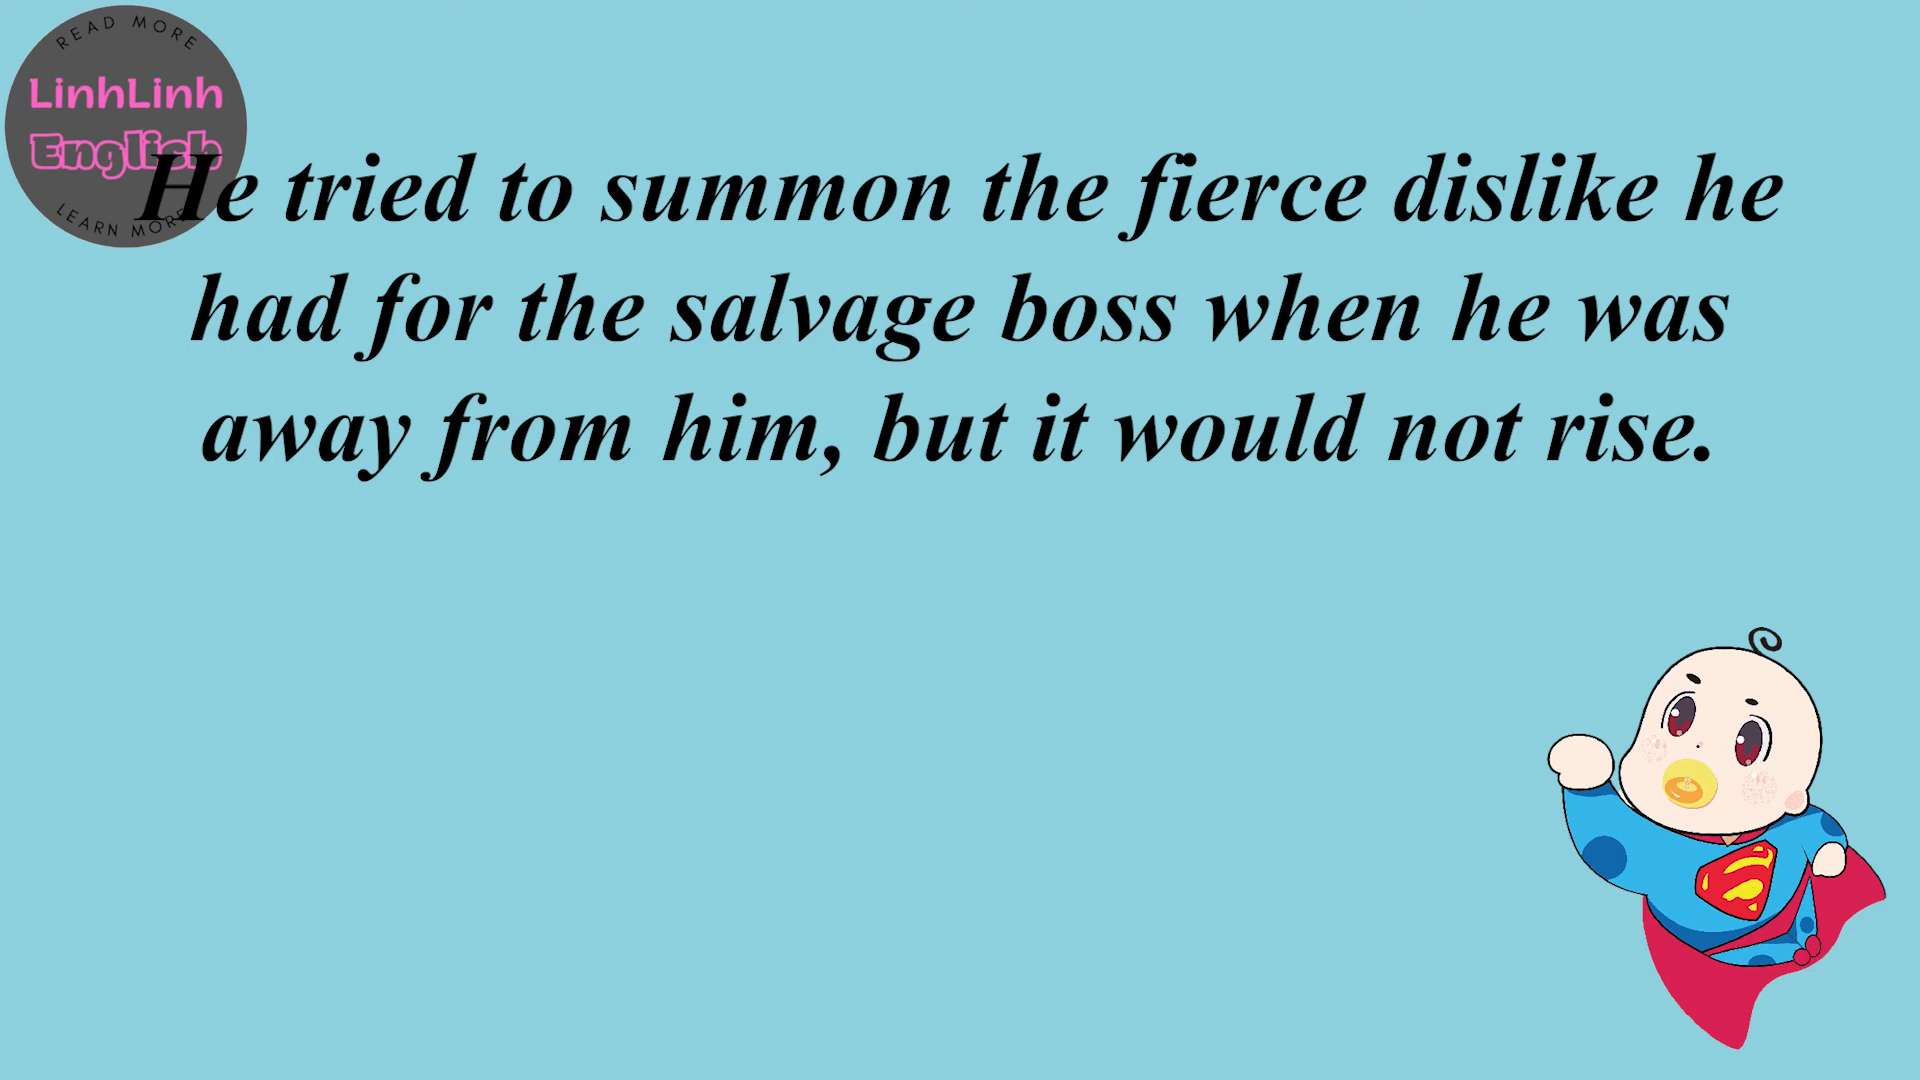 READ MORE
LinhLinh
English
LEARN MORE
He tried to summon the fierce dislike he
had for the salvage boss when he was
away from him, but it would not rise.